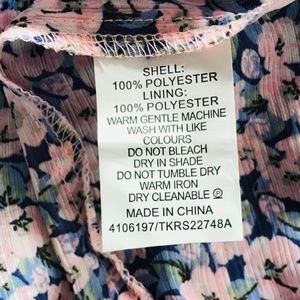 SHELL:
100% POLYESTER
LINING:
100% POLYESTER
WARM GENTLE MACHINE
WASH WITH LIKE
COLOURS
DO NOT BLEACH
DRY IN SHADE
DO NOT TUMBLE DRY
WARM IRON
DRY CLEANABLE Ⓟ
MADE IN CHINA
4106197/TKRS22748A